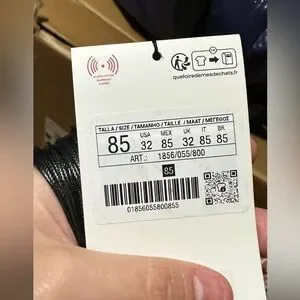 quefairedemesdechets.fr
TALLA / SIZE / TAMANHO / TAILLE / MAAT / ΜΕΓΕΘΟΣ
85 USA 32 MEX 85 UK 32 IT 85 BR 85
ART.: 1856/055/800
85
01856055800855